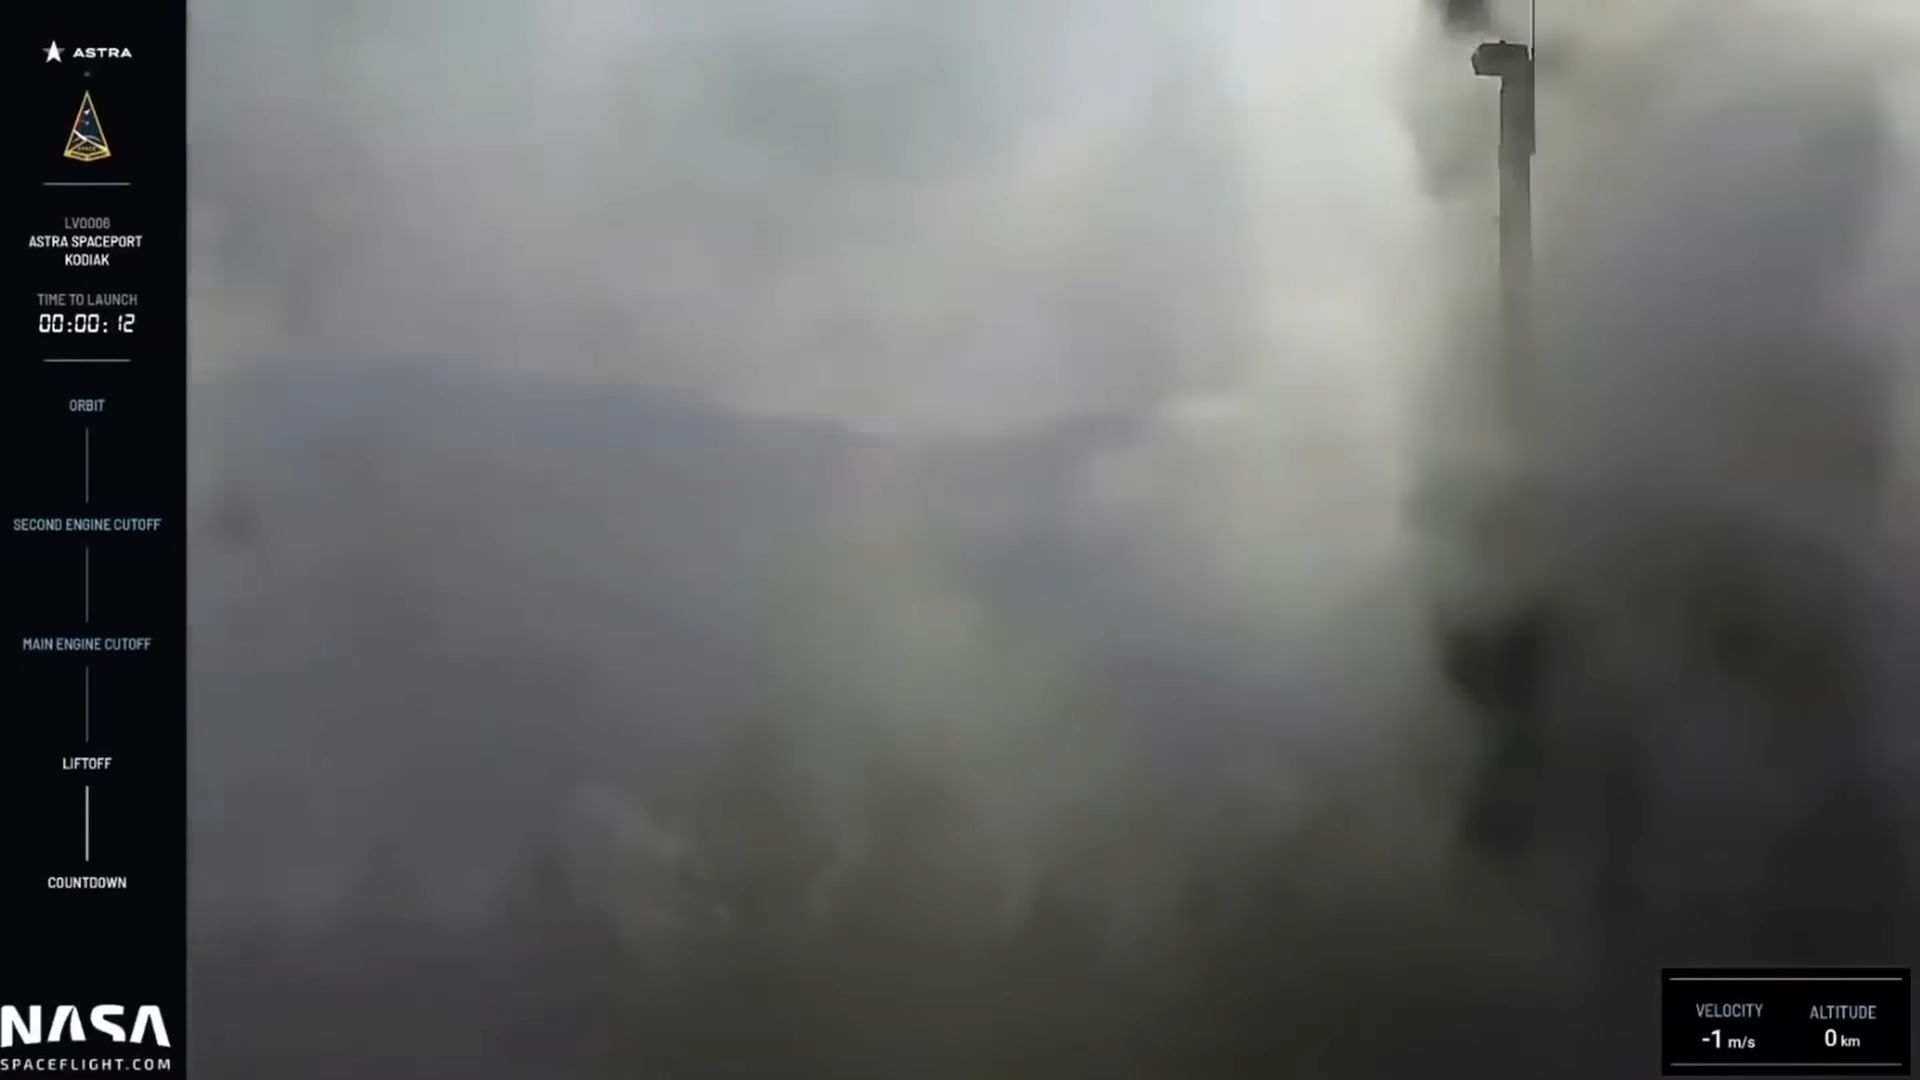 ASTRA
SPACE
LV0006
ASTRA SPACEPORT
KODIAK
TIME TO LAUNCH
00:00:12
ORBIT
SECOND ENGINE CUTOFF
MAIN ENGINE CUTOFF
LIFTOFF
COUNTDOWN
NASA
SPACEFLIGHT.COM
VELOCITY
-1 m/s
ALTITUDE
0 km